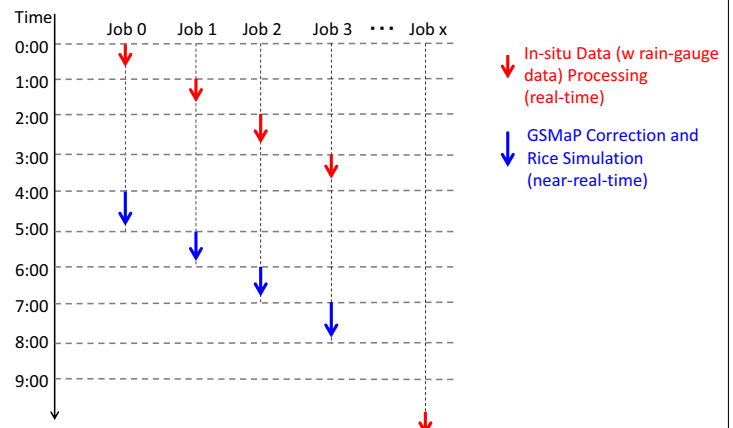 Time
Job 0 Job 1 Job 2 Job 3 ··· Job x
0:00
1:00
2:00
3:00
4:00
5:00
6:00
7:00
8:00
9:00
In-situ Data (w rain-gauge
data) Processing
(real-time)
GSMaP Correction and
Rice Simulation
(near-real-time)